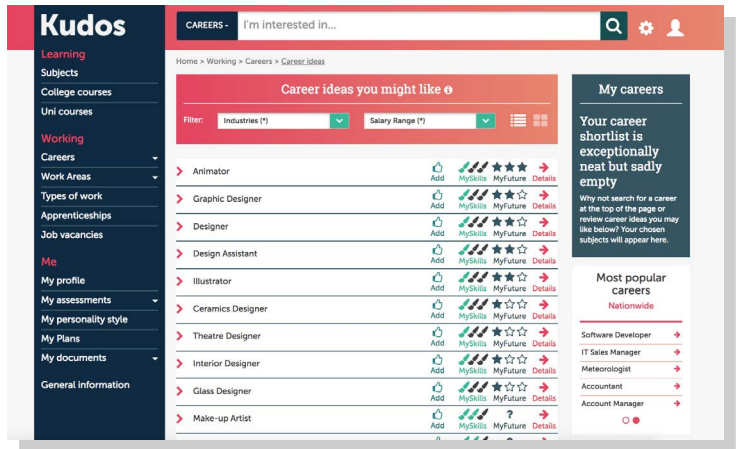 Kudos
CAREERS -
I'm interested in...
Learning
Subjects
College courses
Uni courses
Working
Careers
Work Areas
Types of work
Apprenticeships
Job vacancies
Me
My profile
My assessments
My personality style
My Plans
My documents
General information
Home > Working > Careers > Career ideas
Career ideas you might like
Filter:
Industries (*)
Salary Range (*)
Animator
Add MySkills MyFuture Details
Graphic Designer
Add MySkills MyFuture Details
Designer
Add MySkills MyFuture Details
Design Assistant
Add MySkills MyFuture Details
Illustrator
Add MySkills MyFuture Details
Ceramics Designer
Add MySkills MyFuture Details
Theatre Designer
Add MySkills MyFuture Details
Interior Designer
Add MySkills MyFuture Details
Glass Designer
Add MySkills MyFuture Details
Make-up Artist
?
Add MySkills MyFuture Details
My careers
Your career
shortlist is
exceptionally
neat but sadly
empty
Why not search for a career
at the top of the page or
review career ideas you may
like below? Your chosen
subjects will appear here.
Most popular
careers
Nationwide
Software Developer
IT Sales Manager
Meteorologist
Accountant
Account Manager